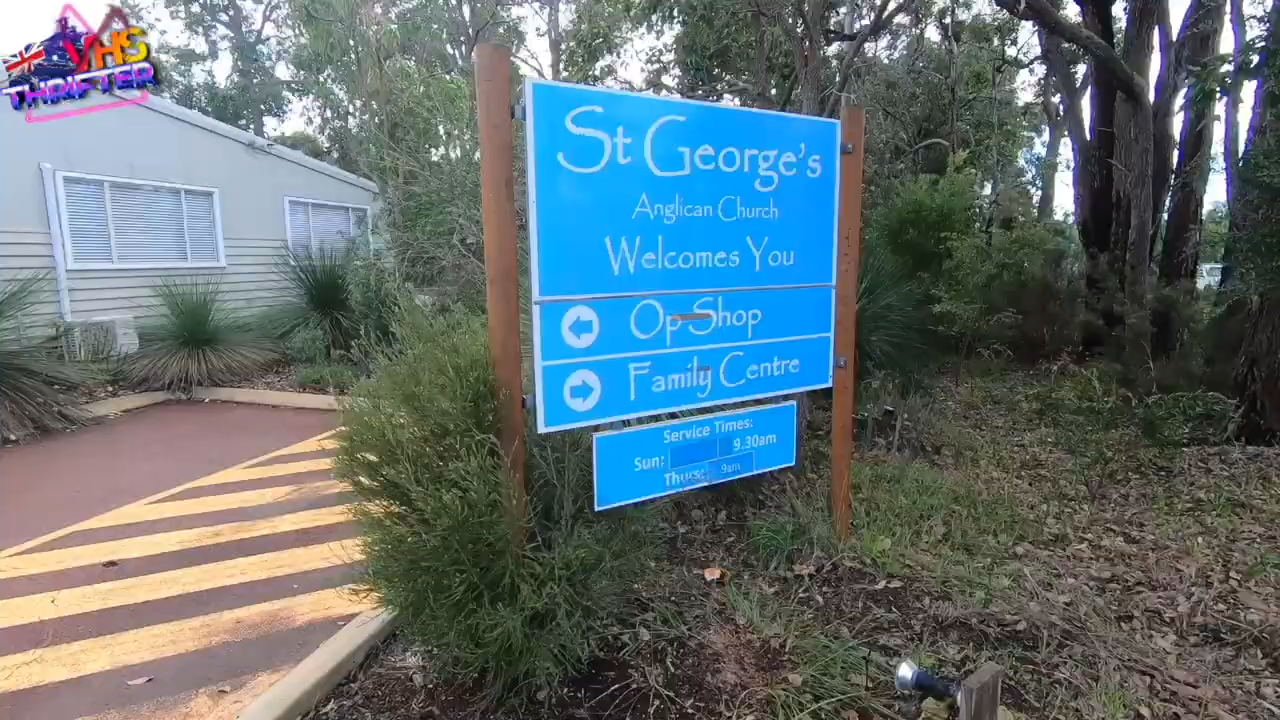 VHS
THRIFTER
St George's
Anglican Church
Welcomes You
Op Shop
Family Centre
Service Times:
Sun: 9.30am
Thurs: 9am